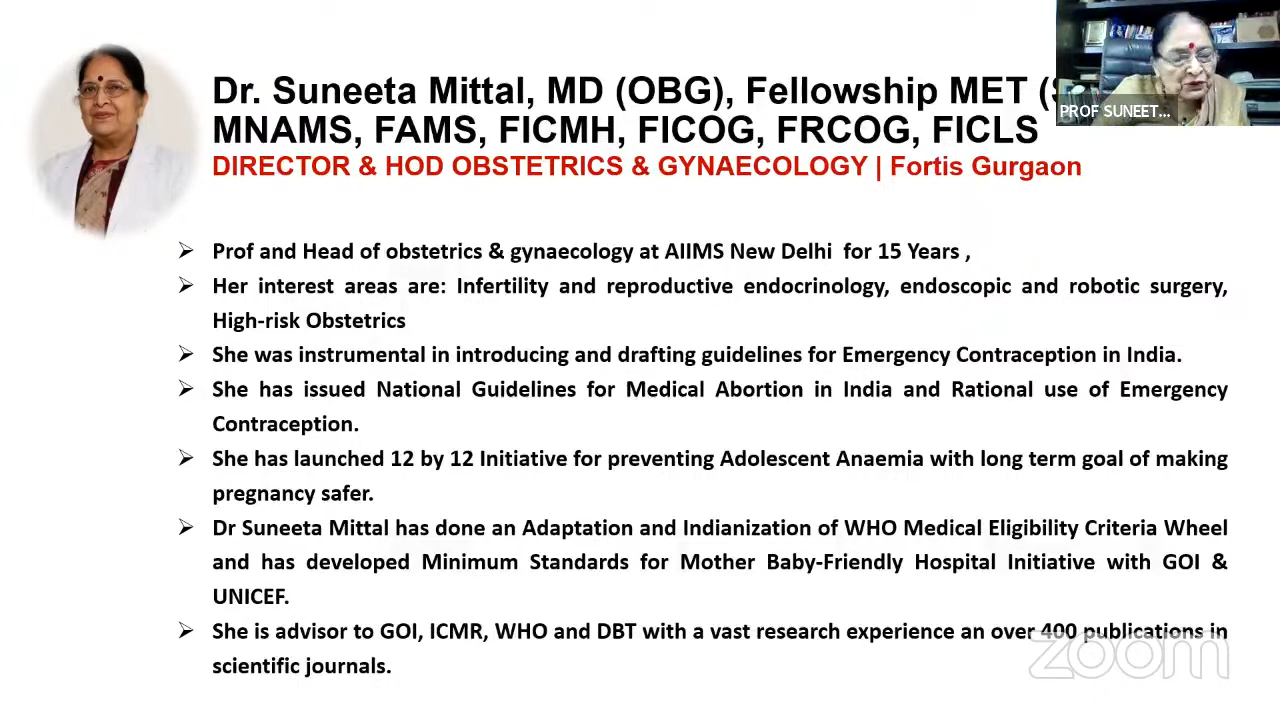 Dr. Suneeta Mittal, MD (OBG), Fellowship MET (
MNAMS, FAMS, FICMH, FICOG, FRCOG, FICLS
DIRECTOR & HOD OBSTETRICS & GYNAECOLOGY | Fortis Gurgaon
PROF SUNEET...
➢ Prof and Head of obstetrics & gynaecology at AIIMS New Delhi for 15 Years ,
➢ Her interest areas are: Infertility and reproductive endocrinology, endoscopic and robotic surgery,
High-risk Obstetrics
➢ She was instrumental in introducing and drafting guidelines for Emergency Contraception in India.
➢ She has issued National Guidelines for Medical Abortion in India and Rational use of Emergency
Contraception.
➢ She has launched 12 by 12 Initiative for preventing Adolescent Anaemia with long term goal of making
pregnancy safer.
➢ Dr Suneeta Mittal has done an Adaptation and Indianization of WHO Medical Eligibility Criteria Wheel
and has developed Minimum Standards for Mother Baby-Friendly Hospital Initiative with GOI &
UNICEF.
➢ She is advisor to GOI, ICMR, WHO and DBT with a vast research experience an over 400 publications in
scientific journals.
zoom